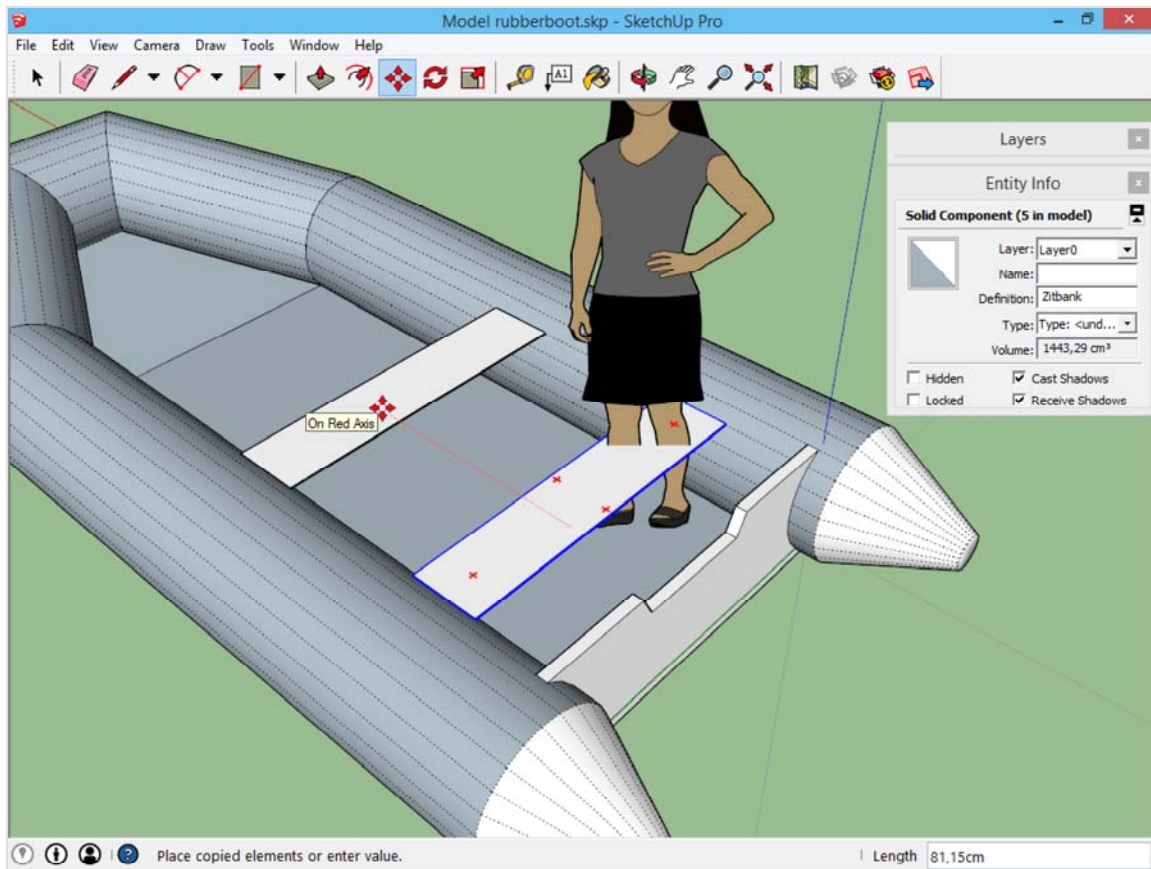 Model rubberboot.skp - SketchUp Pro
File Edit View Camera Draw Tools Window Help
A1
Layers
Entity Info
Solid Component (5 in model)
Layer: Layer0
Name:
Definition: Zitbank
Type: Type: <und...
Volume: 1443,29 cm³
Hidden Cast Shadows
Locked Receive Shadows
On Red Axis
Place copied elements or enter value. Length 81,15cm